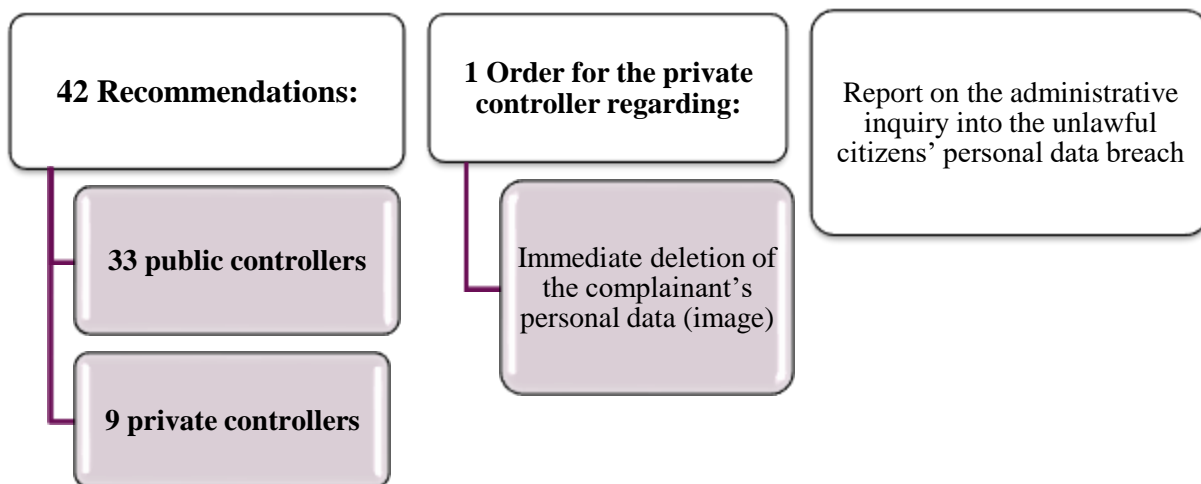 42 Recommendations:
33 public controllers
9 private controllers
1 Order for the private
controller regarding:
Immediate deletion of
the complainant’s
personal data (image)
Report on the administrative
inquiry into the unlawful
citizens’ personal data breach